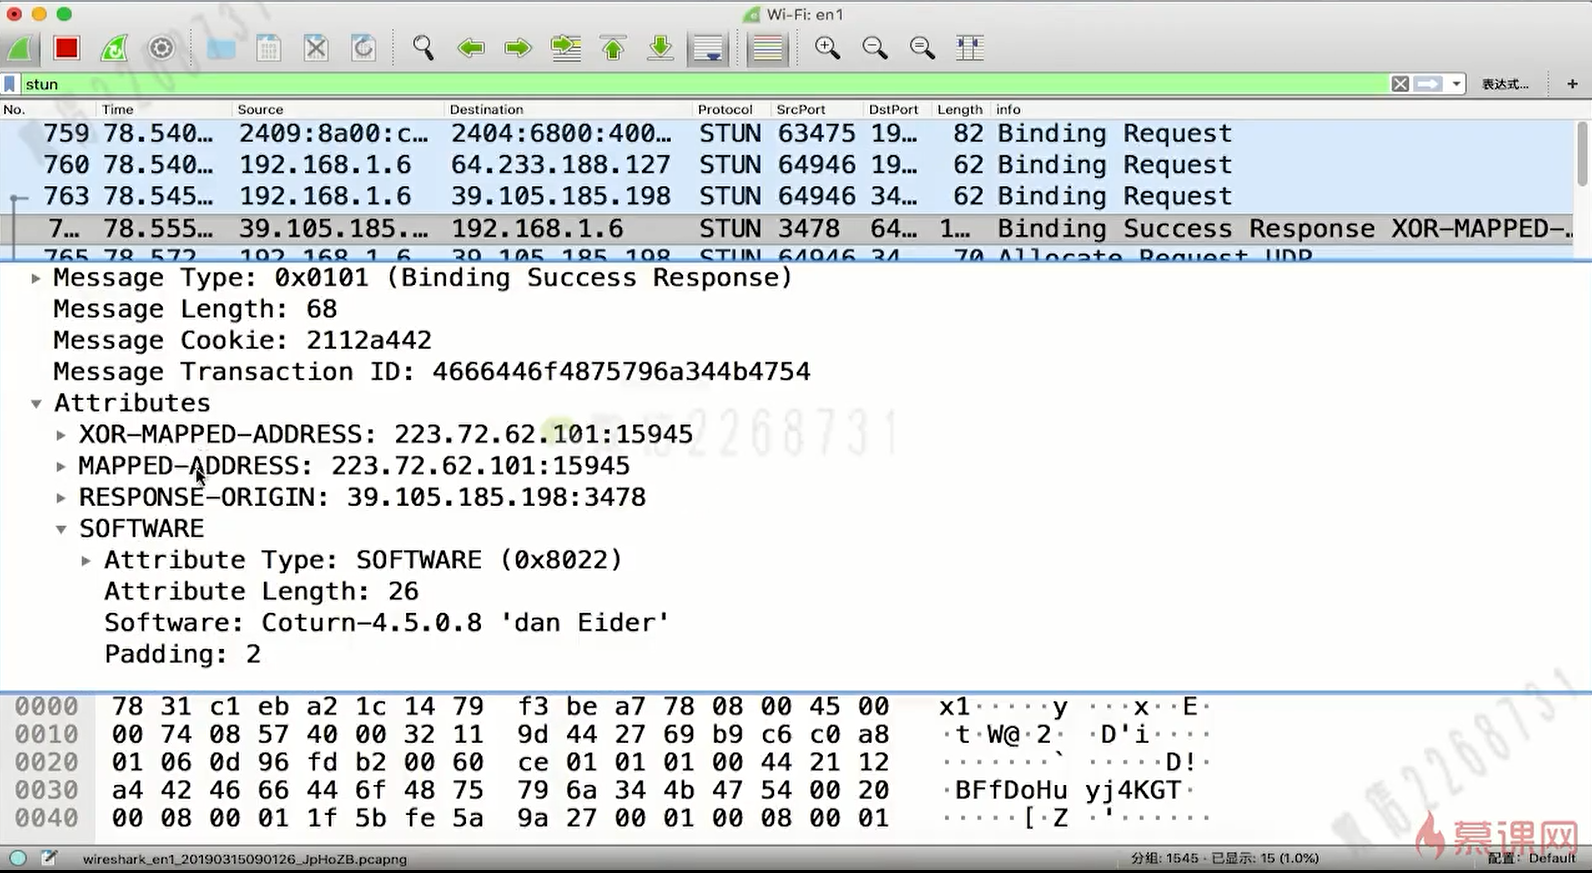 Wi-Fi: en1
stun
表达式…
+
No. Time Source Destination Protocol SrcPort DstPort Length info
759 78.540… 2409:8a00:c… 2404:6800:400… STUN 63475 19… 82 Binding Request
760 78.540… 192.168.1.6 64.233.188.127 STUN 64946 19… 62 Binding Request
763 78.545… 192.168.1.6 39.105.185.198 STUN 64946 34… 62 Binding Request
7… 78.555… 39.105.185.… 192.168.1.6 STUN 3478 64… 1… Binding Success Response XOR-MAPPED-…
765 78.572 192.168.1.6 39.105.185.198 STUN 64946 34 70 Allocate Request UDP
Message Type: 0x0101 (Binding Success Response)
Message Length: 68
Message Cookie: 2112a442
Message Transaction ID: 4666446f4875796a344b4754
Attributes
XOR-MAPPED-ADDRESS: 223.72.62.101:15945
MAPPED-ADDRESS: 223.72.62.101:15945
RESPONSE-ORIGIN: 39.105.185.198:3478
SOFTWARE
Attribute Type: SOFTWARE (0x8022)
Attribute Length: 26
Software: Coturn-4.5.0.8 'dan Eider'
Padding: 2
0000 78 31 c1 eb a2 1c 14 79 f3 be a7 78 08 00 45 00 x1·····y ···x··E·
0010 00 74 08 57 40 00 32 11 9d 44 27 69 b9 c6 c0 a8 ·t·W@·2· ·D'i····
0020 01 06 0d 96 fd b2 00 60 ce 01 01 01 00 44 21 12 ·······` ·····D!·
0030 a4 42 46 66 44 6f 48 75 79 6a 34 4b 47 54 00 20 ·BFfDoHu yj4KGT· 
0040 00 08 00 01 1f 5b fe 5a 9a 27 00 01 00 08 00 01 ·····[·Z ·'······
慕课网
wireshark_en1_20190315090126_JpHoZB.pcapng
分组: 1545 · 已显示: 15 (1.0%)
配置: Default
2268731
2268731